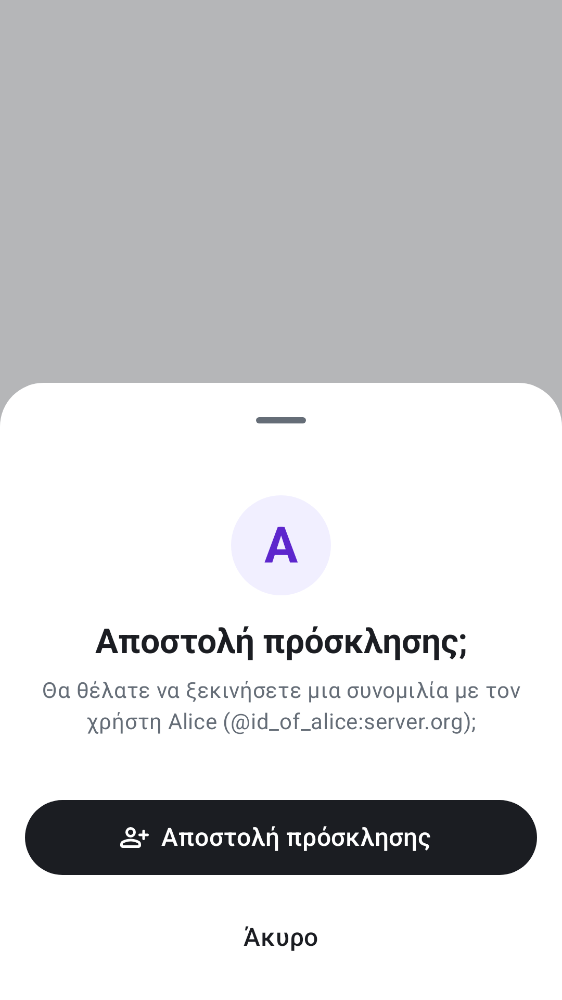 A
Αποστολή πρόσκλησης;
Θα θέλατε να ξεκινήσετε μια συνομιλία με τον
χρήστη Alice (@id_of_alice:server.org);
Αποστολή πρόσκλησης
Άκυρο